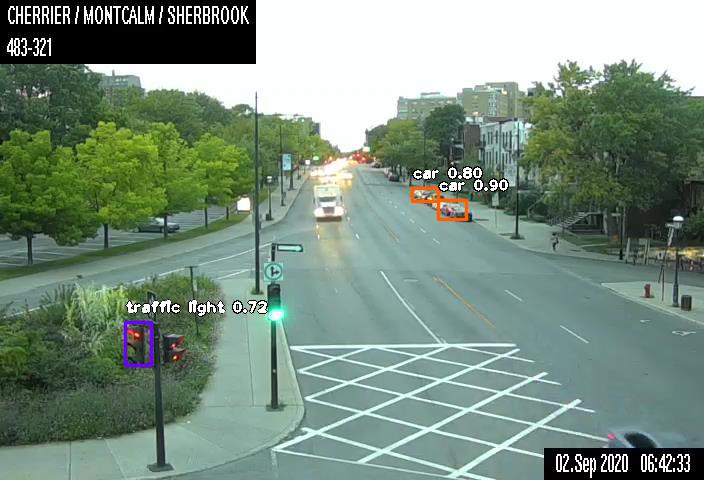 CHERRIER / MONTCALM / SHERBROOK
483-321
car 0.80
car 0.90
traffic light 0.72
02.Sep 2020 06:42:33